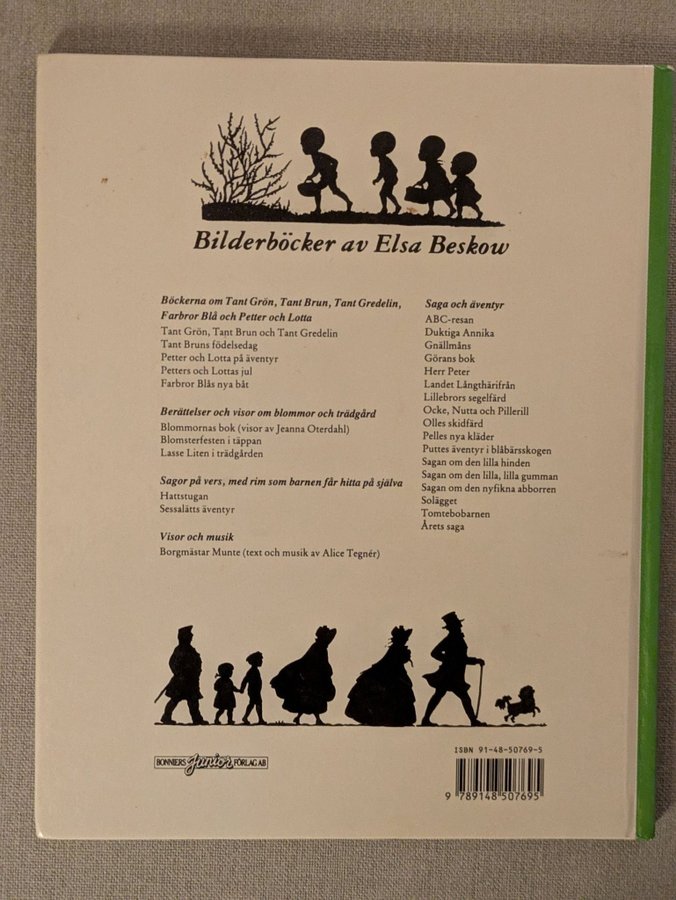 Bilderböcker av Elsa Beskow
Böckerna om Tant Grön, Tant Brun, Tant Gredelin,
Farbror Blå och Petter och Lotta
Tant Grön, Tant Brun och Tant Gredelin
Tant Bruns födelsedag
Petter och Lotta på äventyr
Petters och Lottas jul
Farbror Blås nya båt
Berättelser och visor om blommor och trädgård
Blommornas bok (visor av Jeanna Oterdahl)
Blomsterfesten i täppan
Lasse Liten i trädgården
Sagor på vers, med rim som barnen får hitta på själva
Hattstugan
Sessalätts äventyr
Visor och musik
Borgmästar Munte (text och musik av Alice Tegnér)
Saga och äventyr
ABC-resan
Duktiga Annika
Gnällmåns
Görans bok
Herr Peter
Landet Långthärifrån
Lillebrors segelfärd
Ocke, Nutta och Pillerill
Olles skidfärd
Pelles nya kläder
Puttes äventyr i blåbärsskogen
Sagan om den lilla hinden
Sagan om den lilla, lilla gumman
Sagan om den nyfikna abborren
Solägget
Tomtebobarnen
Årets saga
BONNIERS Junior FÖRLAG AB
ISBN 91-48-50769-5
9 789148 507695